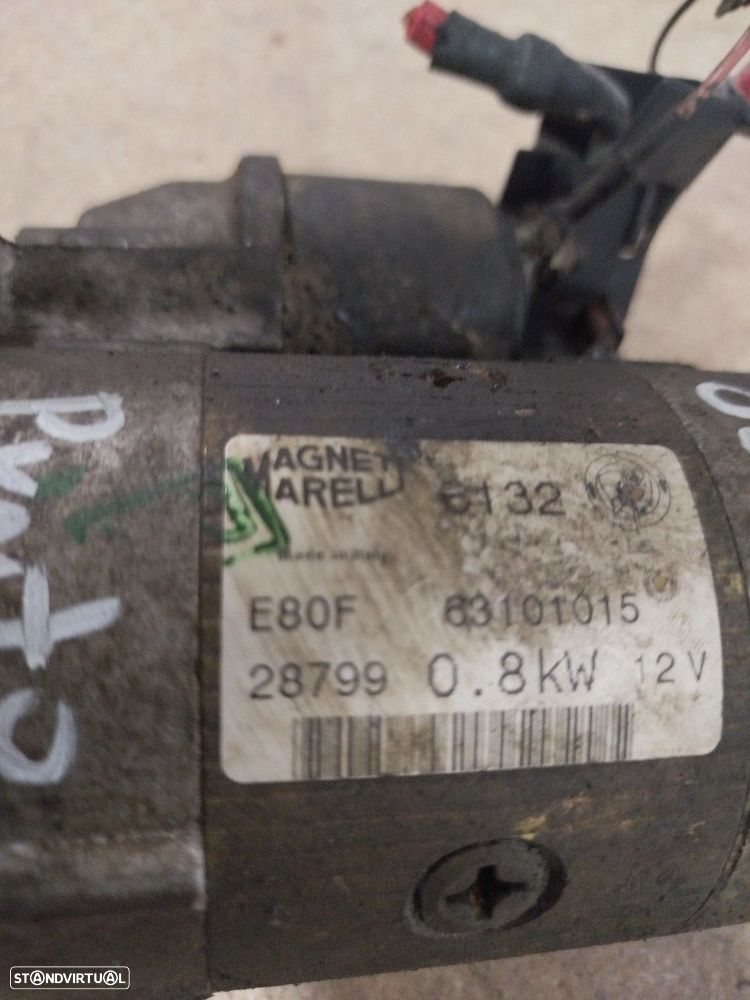 MAGNETI
MARELLI
6132
Made in Italy
E80F 63101015
28799 0.8kW 12V
Punto
STANDVIRTUAL